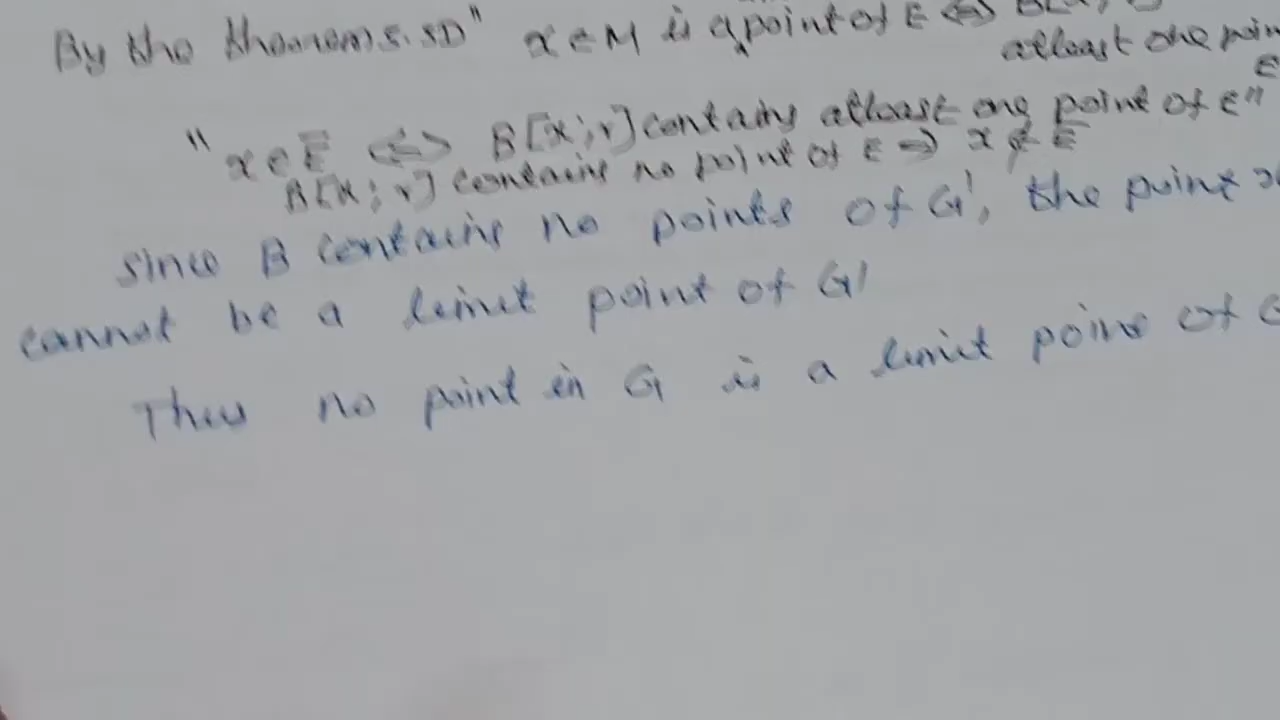 By the theorem 5.5D" x ∈ M is a point of E ⇔
atleast one poin
E
"x ∈ E̅ ⇔ B[x; r] contains atleast one point of E"
B[x; r] contains no point of E ⇒ x ∉ E̅
since B contains no points of G', the point x
cannot be a limit point of G'
Thus no point in G is a limit point of G